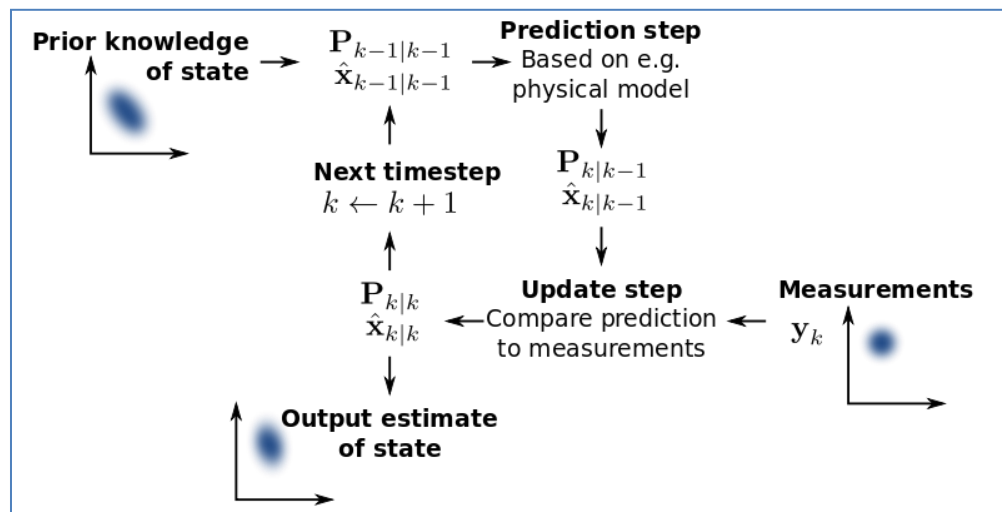 Prior knowledge
of state
P_{k−1|k−1}
x̂_{k−1|k−1}
Prediction step
Based on e.g.
physical model
Next timestep
k ← k + 1
P_{k|k−1}
x̂_{k|k−1}
P_{k|k}
x̂_{k|k}
Update step
Compare prediction
to measurements
Measurements
y_k
Output estimate
of state